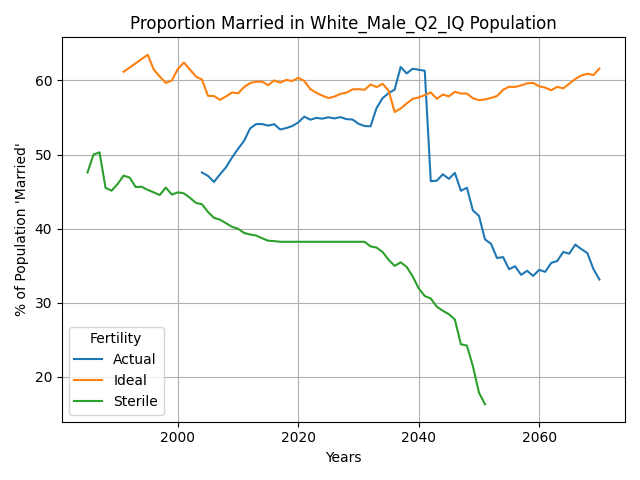 Proportion Married in White_Male_Q2_IQ Population
% of Population 'Married'
60
50
40
30
20
Fertility
Actual
Ideal
Sterile
2000 2020 2040 2060
Years